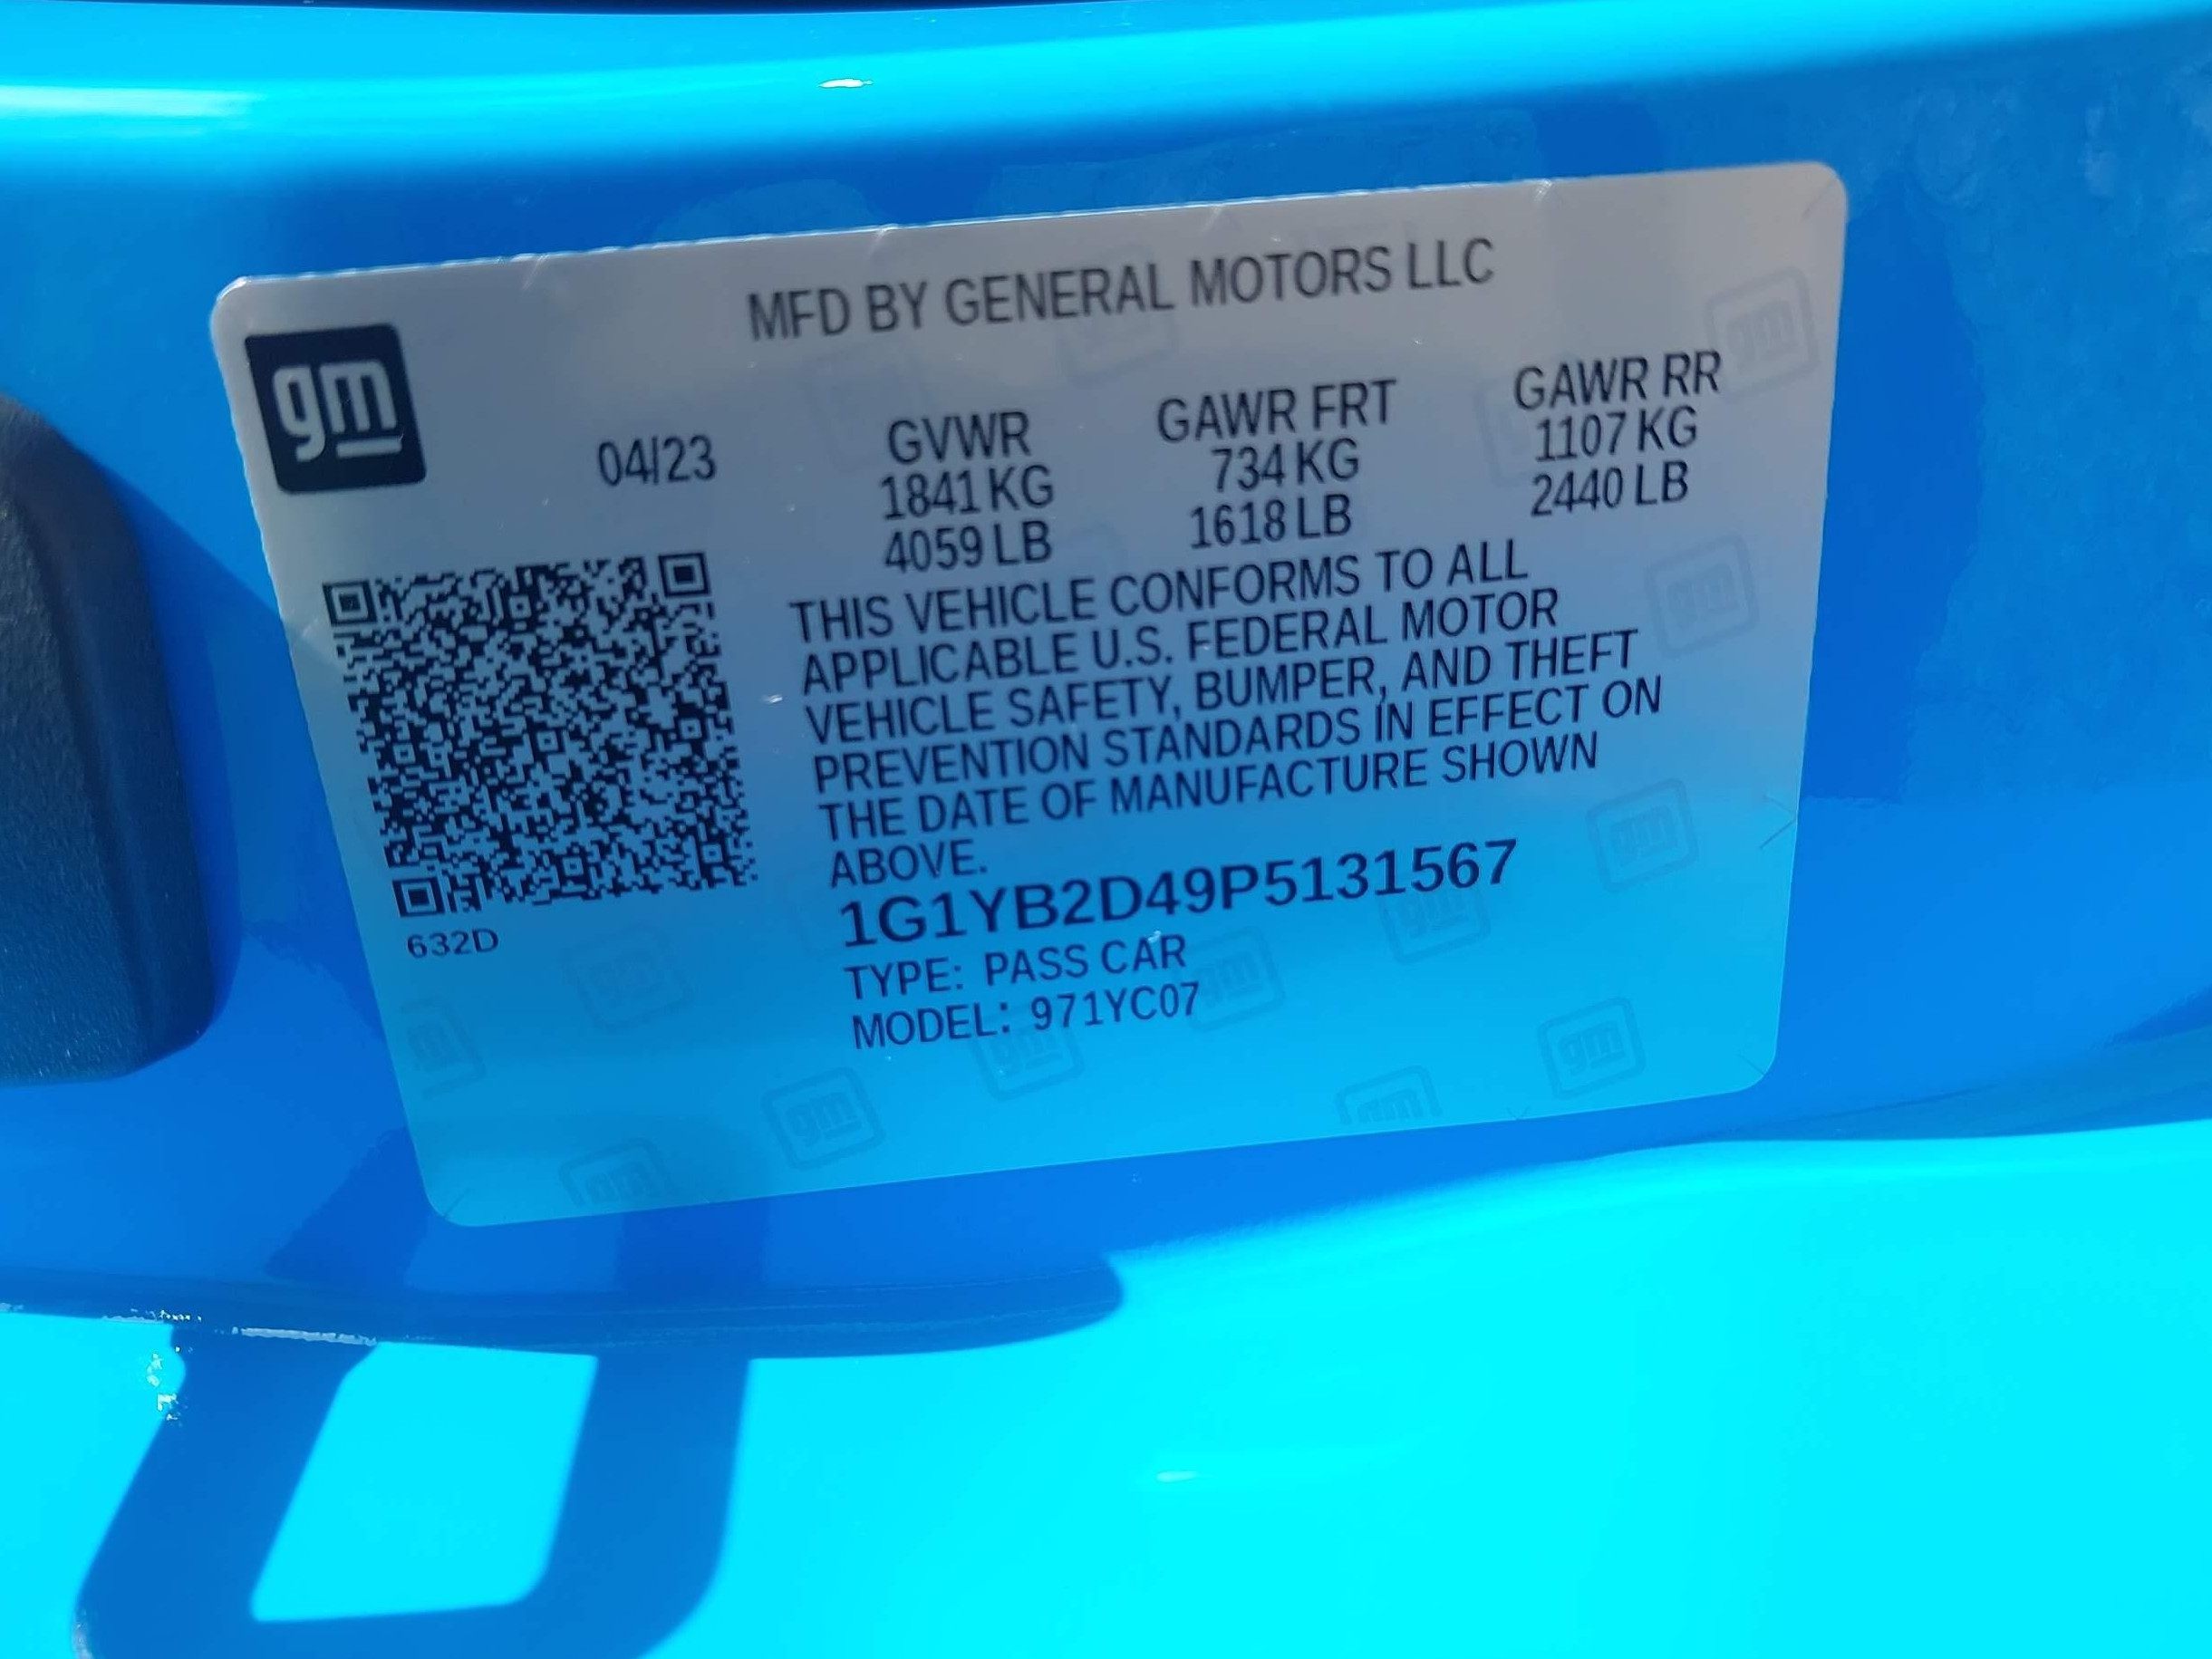 MFD BY GENERAL MOTORS LLC
gm
04/23
GVWR
1841 KG
4059 LB
GAWR FRT
734 KG
1618 LB
GAWR RR
1107 KG
2440 LB
THIS VEHICLE CONFORMS TO ALL
APPLICABLE U.S. FEDERAL MOTOR
VEHICLE SAFETY, BUMPER, AND THEFT
PREVENTION STANDARDS IN EFFECT ON
THE DATE OF MANUFACTURE SHOWN
ABOVE.
1G1YB2D49P5131567
TYPE: PASS CAR
MODEL: 971YC07
632D